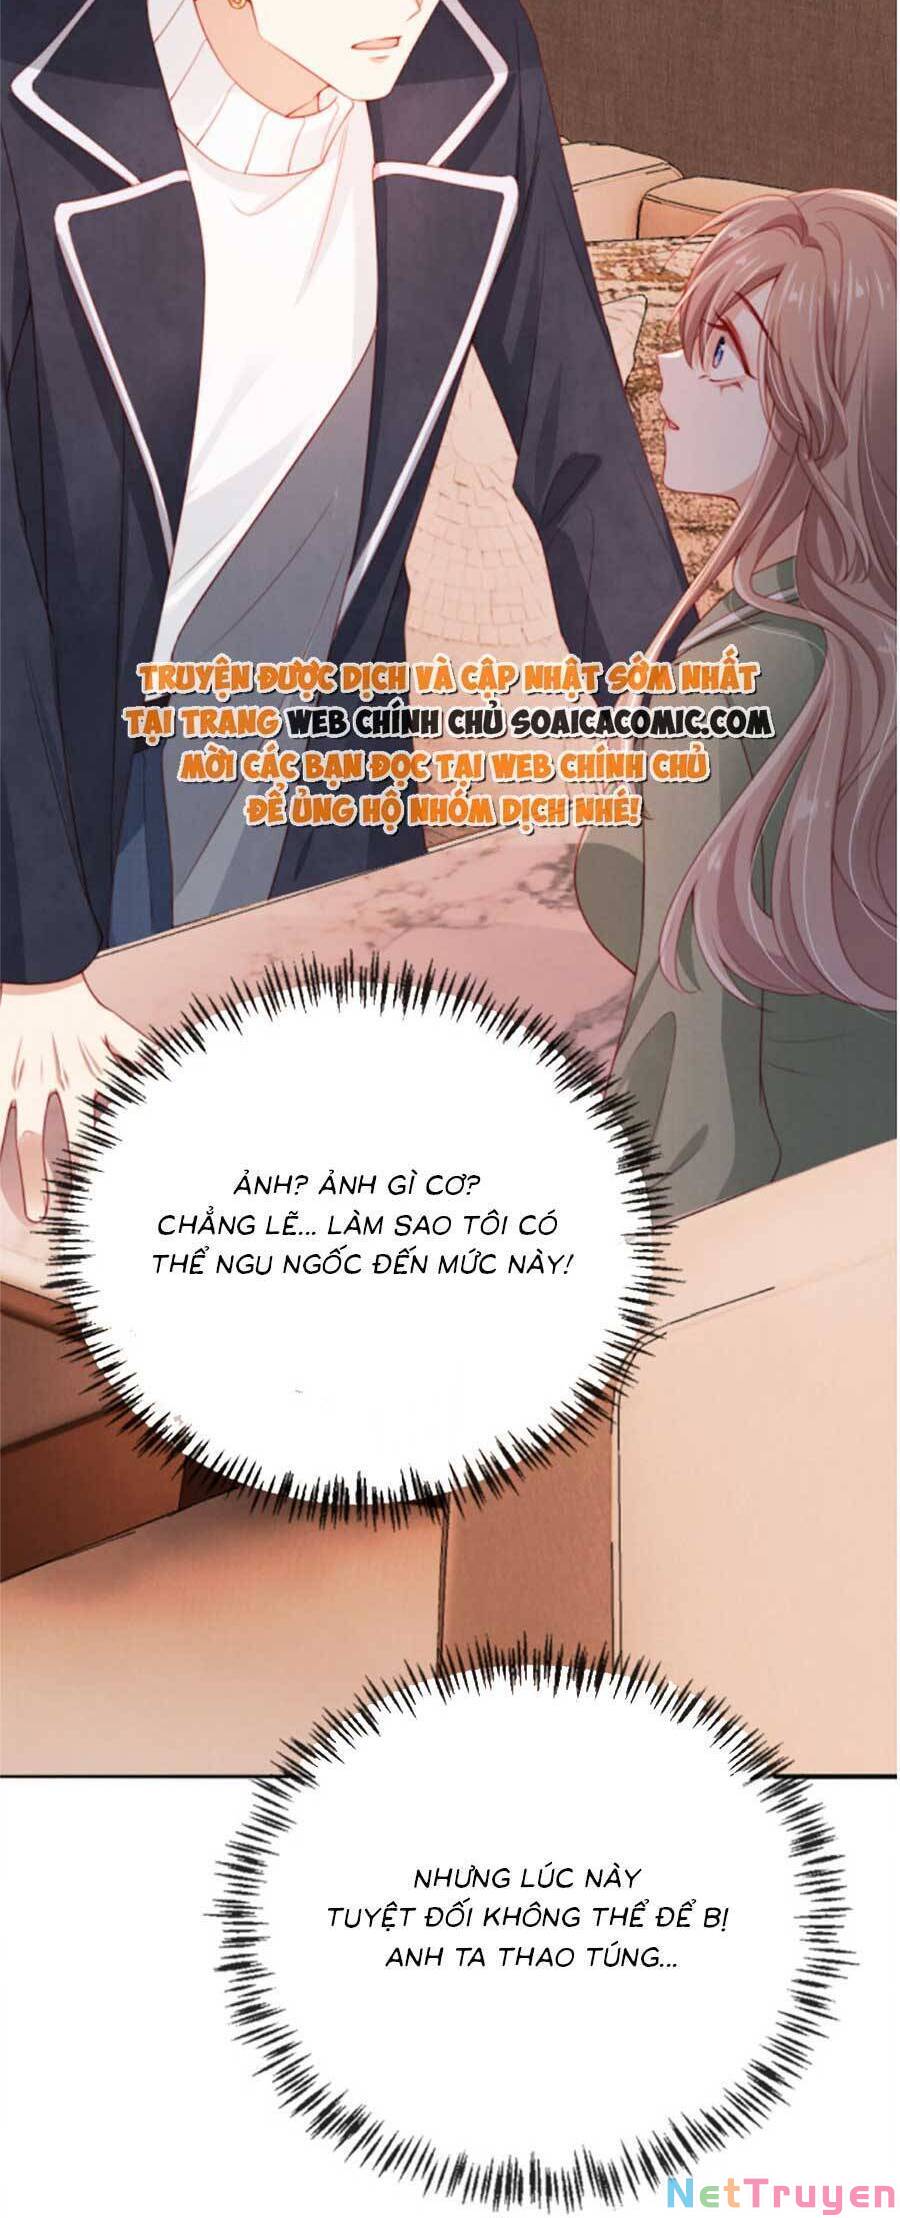 TRUYỆN ĐƯỢC DỊCH VÀ CẬP NHẬT SỚM NHẤT
TẠI TRANG WEB CHÍNH CHỦ SOAICACOMIC.COM
MỜI CÁC BẠN ĐỌC TẠI WEB CHÍNH CHỦ
ĐỂ ỦNG HỘ NHÓM DỊCH NHÉ!
ẢNH? ẢNH GÌ CƠ?
CHẲNG LẼ... LÀM SAO TÔI CÓ
THỂ NGU NGỐC ĐẾN MỨC NÀY!
NHƯNG LÚC NÀY
TUYỆT ĐỐI KHÔNG THỂ ĐỂ BỊ
ANH TA THAO TÚNG...
NetTruyen